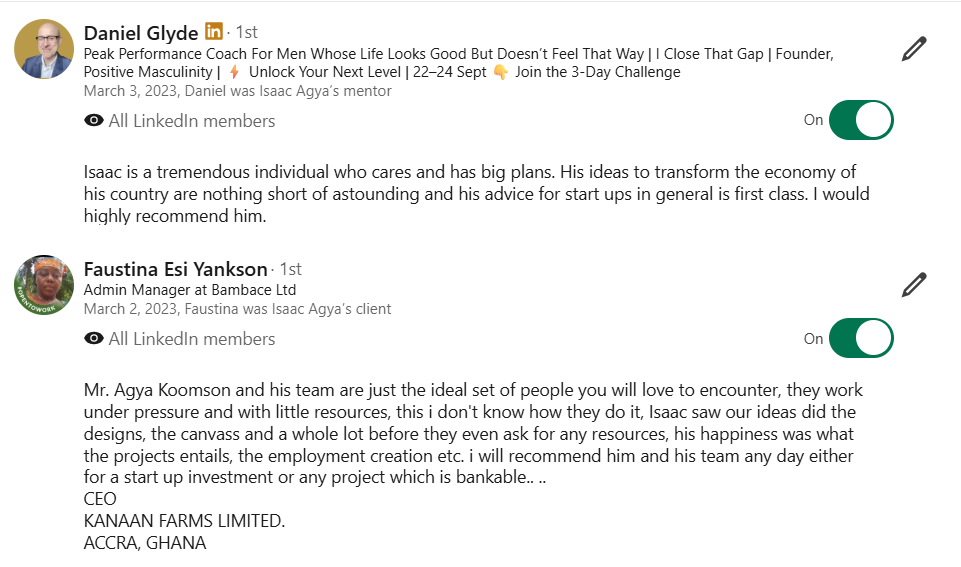 Daniel Glyde in · 1st
Peak Performance Coach For Men Whose Life Looks Good But Doesn't Feel That Way | I Close That Gap | Founder,
Positive Masculinity | ⚡ Unlock Your Next Level | 22–24 Sept 👇 Join the 3-Day Challenge
March 3, 2023, Daniel was Isaac Agya's mentor
All LinkedIn members
On
Isaac is a tremendous individual who cares and has big plans. His ideas to transform the economy of
his country are nothing short of astounding and his advice for start ups in general is first class. I would
highly recommend him.
Faustina Esi Yankson · 1st
Admin Manager at Bambace Ltd
March 2, 2023, Faustina was Isaac Agya's client
#OPENTOWORK
All LinkedIn members
On
Mr. Agya Koomson and his team are just the ideal set of people you will love to encounter, they work
under pressure and with little resources, this i don't know how they do it, Isaac saw our ideas did the
designs, the canvass and a whole lot before they even ask for any resources, his happiness was what
the projects entails, the employment creation etc. i will recommend him and his team any day either
for a start up investment or any project which is bankable.. ..
CEO
KANAAN FARMS LIMITED.
ACCRA, GHANA